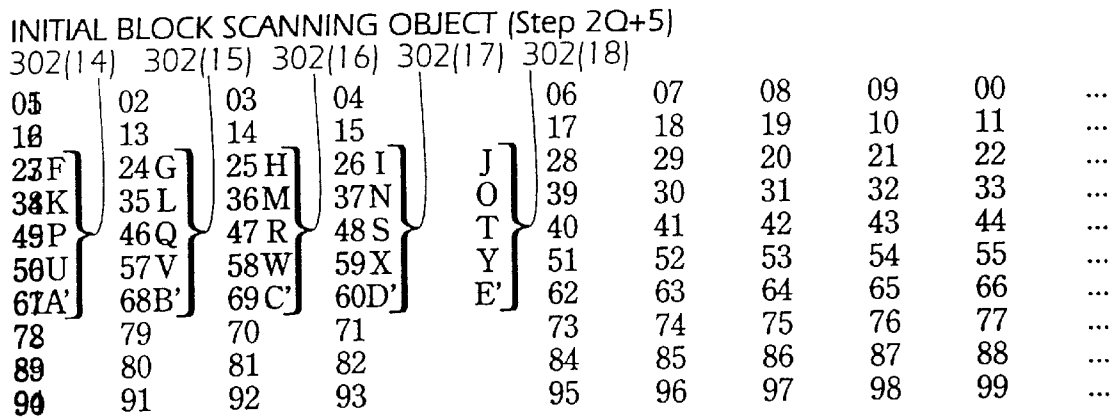 INITIAL BLOCK SCANNING OBJECT (Step 2Q+5)
302(14) 302(15) 302(16) 302(17) 302(18)
02 03 04 06 07 08 09 00 ...
13 14 15 17 18 19 10 11 ...
F 24 G 25 H 26 I J 28 29 20 21 22 ...
K 35 L 36 M 37 N O 39 30 31 32 33 ...
P 46 Q 47 R 48 S T 40 41 42 43 44 ...
U 57 V 58 W 59 X Y 51 52 53 54 55 ...
A' 68 B' 69 C' 60 D' E' 62 63 64 65 66 ...
79 70 71 73 74 75 76 77 ...
80 81 82 84 85 86 87 88 ...
91 92 93 95 96 97 98 99 ...